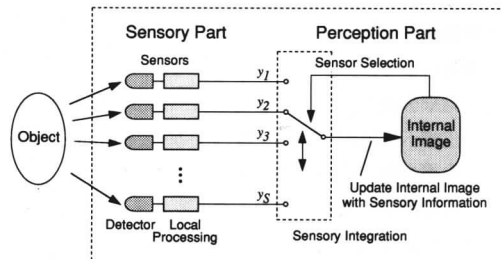 Sensory Part
Perception Part
Sensors
Sensor Selection
y1
y2
y3
yS
Object
Internal
Image
Update Internal Image
with Sensory Information
Detector
Local
Processing
Sensory Integration